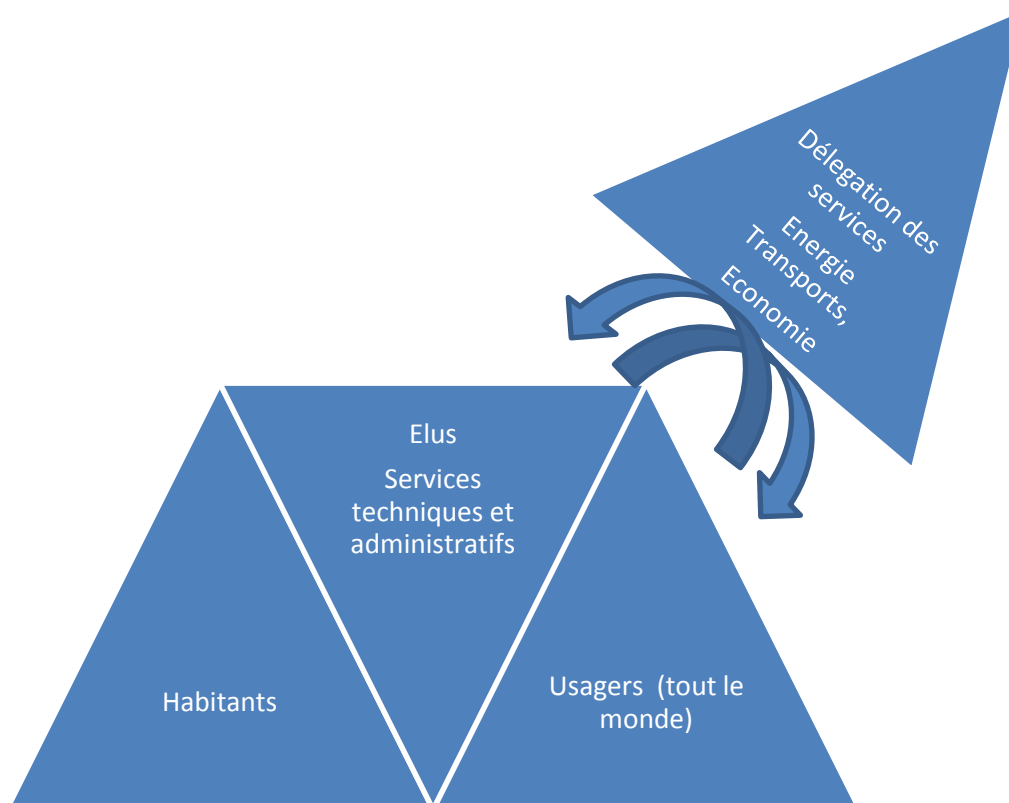 Délegation des
services
Energie
Transports,
Economie
Elus
Services
techniques et
administratifs
Habitants
Usagers  (tout le
monde)